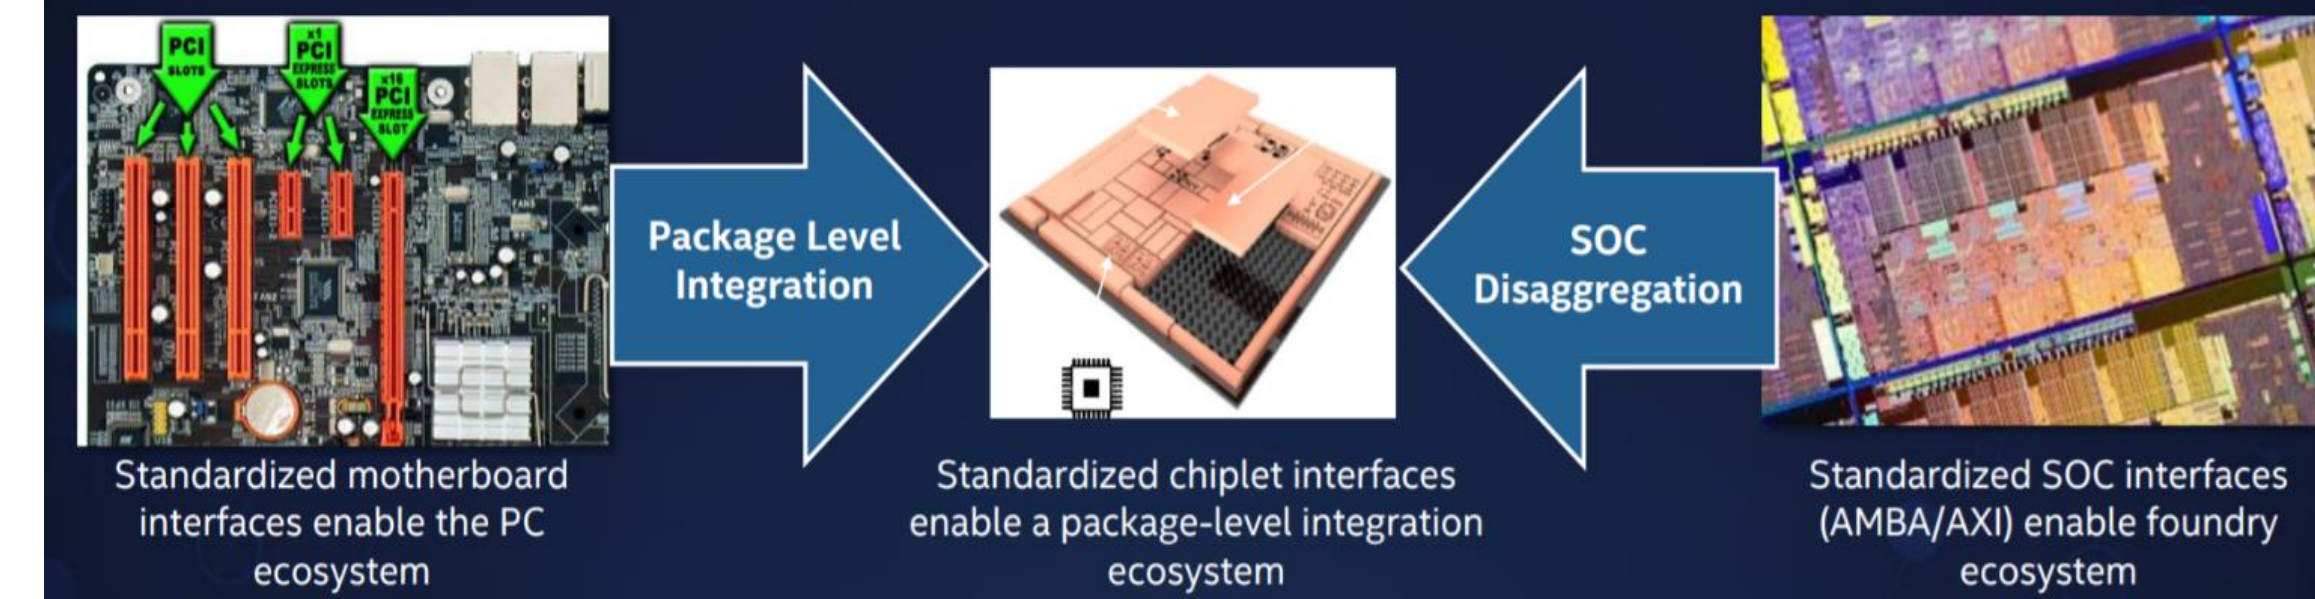 PCI
SLOTS
x1
PCI
EXPRESS
SLOTS
x16
PCI
EXPRESS
SLOT
Package Level
Integration
SOC
Disaggregation
Standardized motherboard
interfaces enable the PC
ecosystem
Standardized chiplet interfaces
enable a package-level integration
ecosystem
Standardized SOC interfaces
(AMBA/AXI) enable foundry
ecosystem